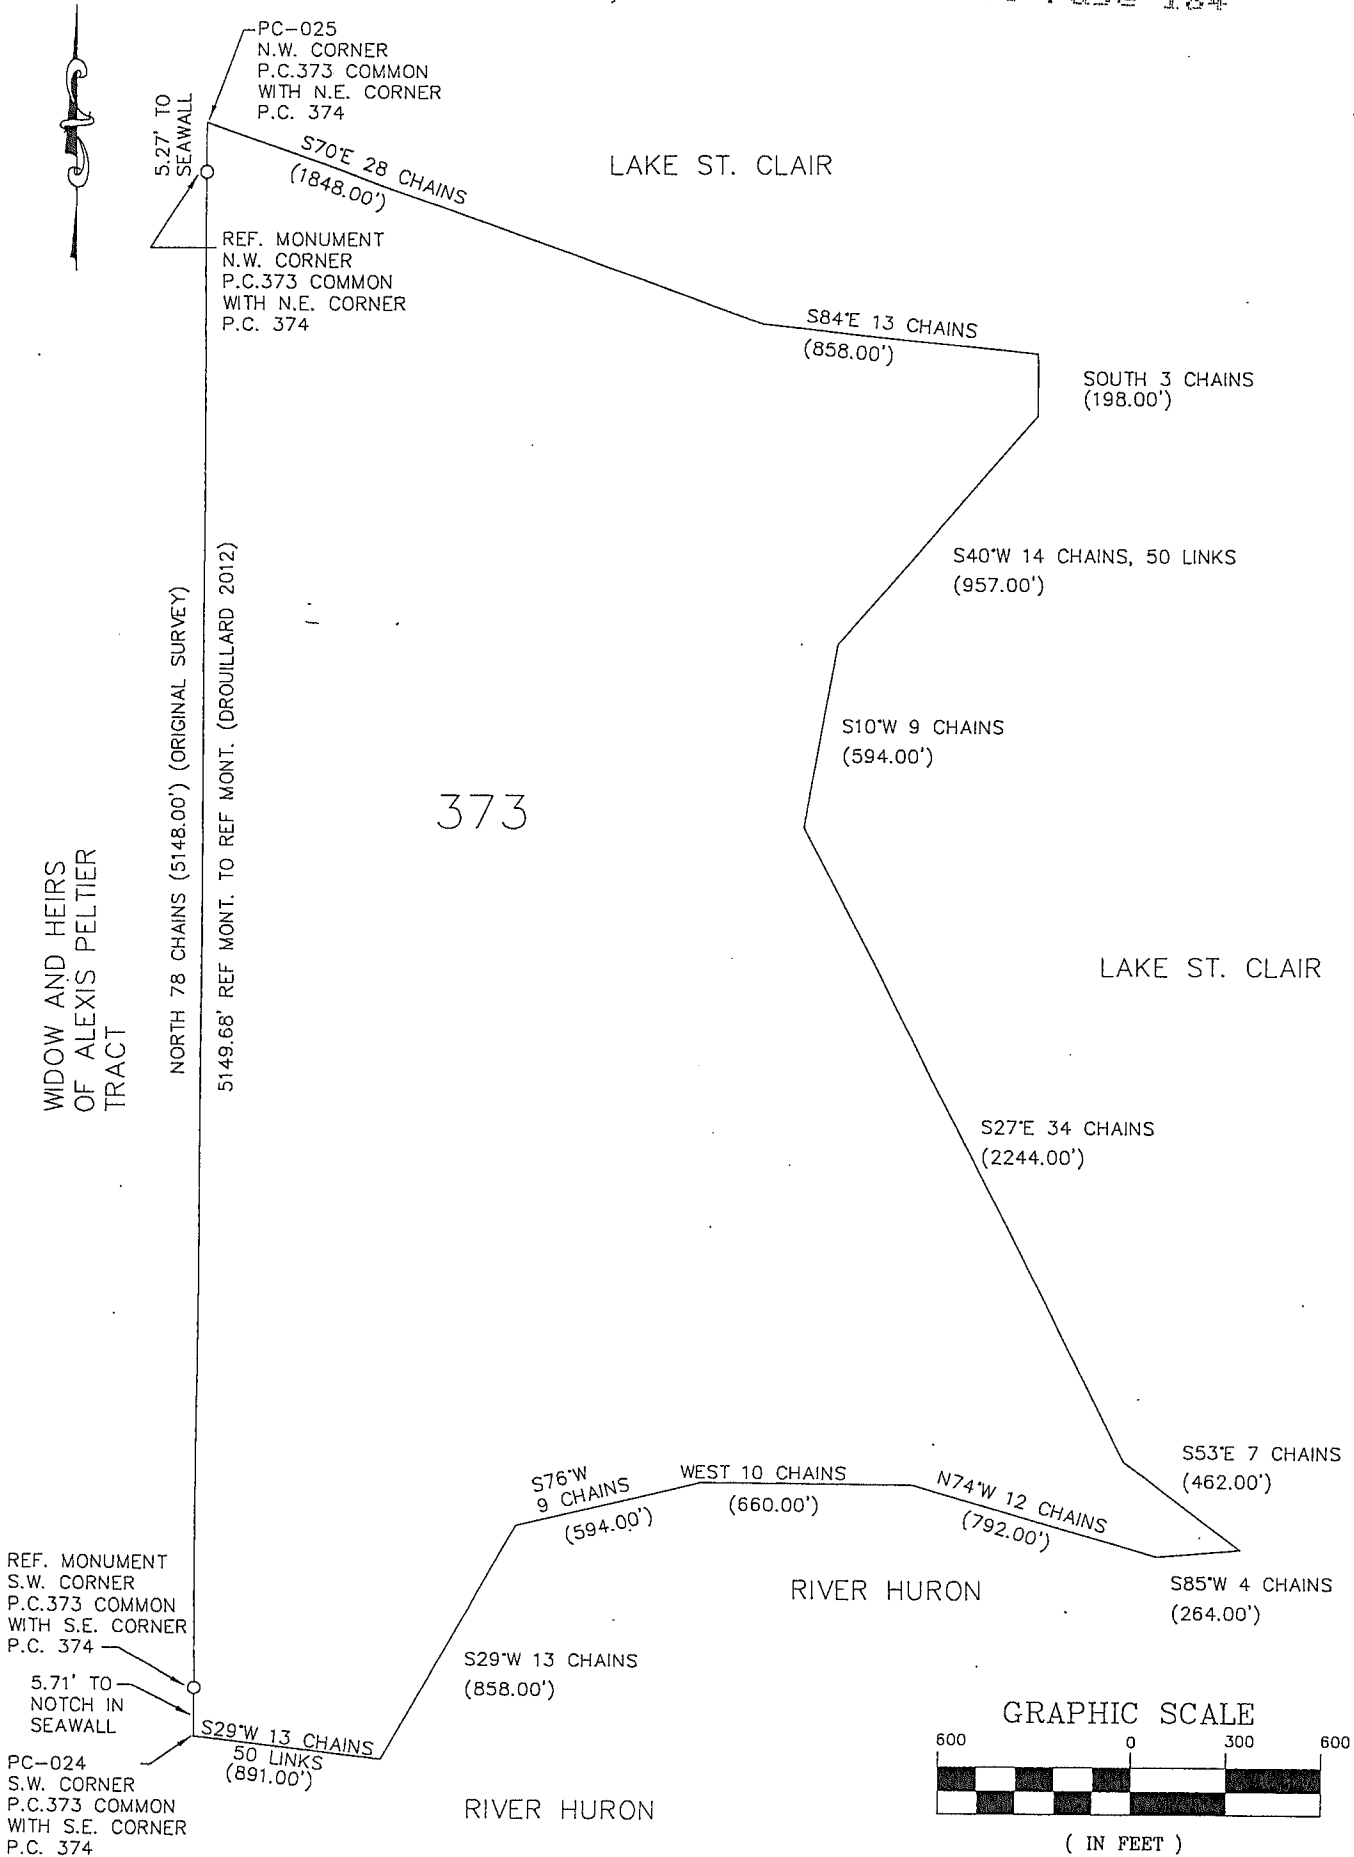 Page 184
PC-025
N.W. CORNER
P.C.373 COMMON
WITH N.E. CORNER
P.C. 374
5.27' TO
SEAWALL
S70°E 28 CHAINS
(1848.00')
LAKE ST. CLAIR
REF. MONUMENT
N.W. CORNER
P.C.373 COMMON
WITH N.E. CORNER
P.C. 374
S84°E 13 CHAINS
(858.00')
SOUTH 3 CHAINS
(198.00')
S40°W 14 CHAINS, 50 LINKS
(957.00')
S10°W 9 CHAINS
(594.00')
NORTH 78 CHAINS (5148.00') (ORIGINAL SURVEY)
5149.68' REF MONT. TO REF MONT. (DROUILLARD 2012)
373
WIDOW AND HEIRS
OF ALEXIS PELTIER
TRACT
LAKE ST. CLAIR
S27°E 34 CHAINS
(2244.00')
S53°E 7 CHAINS
(462.00')
S76°W
9 CHAINS
(594.00')
WEST 10 CHAINS
(660.00')
N74°W 12 CHAINS
(792.00')
S85°W 4 CHAINS
(264.00')
RIVER HURON
REF. MONUMENT
S.W. CORNER
P.C.373 COMMON
WITH S.E. CORNER
P.C. 374
5.71' TO
NOTCH IN
SEAWALL
S29°W 13 CHAINS
(858.00')
S29°W 13 CHAINS
50 LINKS
(891.00')
PC-024
S.W. CORNER
P.C.373 COMMON
WITH S.E. CORNER
P.C. 374
RIVER HURON
GRAPHIC SCALE
600 0 300 600
( IN FEET )